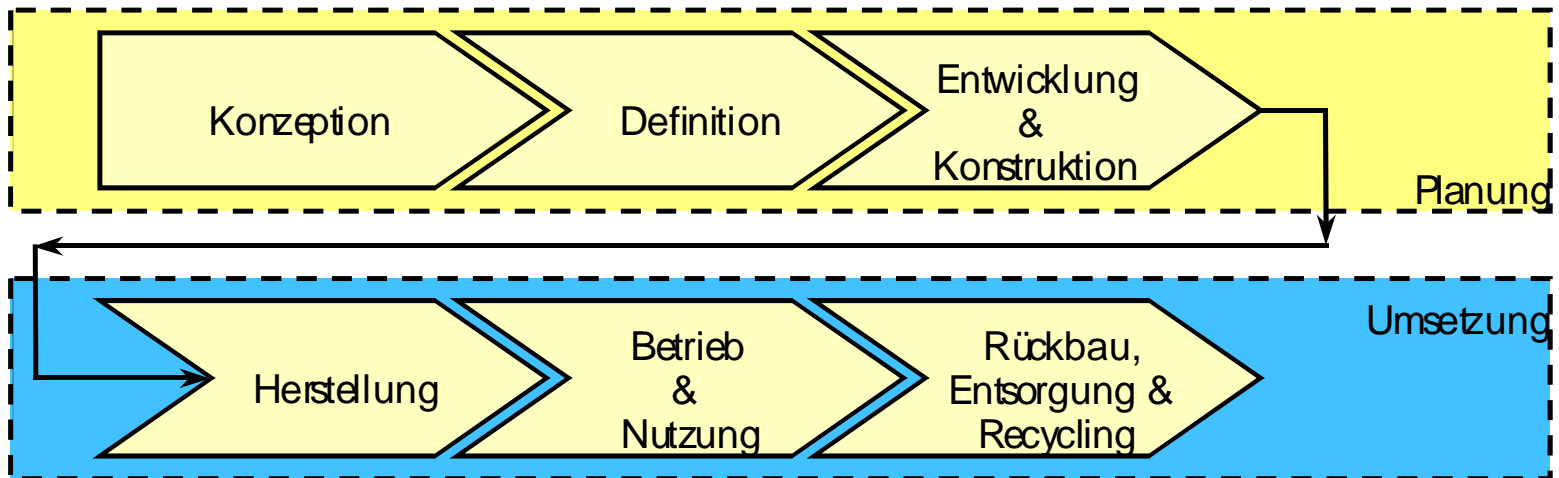 Konzeption
Definition
Entwicklung
&
Konstruktion
Planung
Umsetzung
Herstellung
Betrieb
&
Nutzung
Rückbau,
Entsorgung &
Recycling